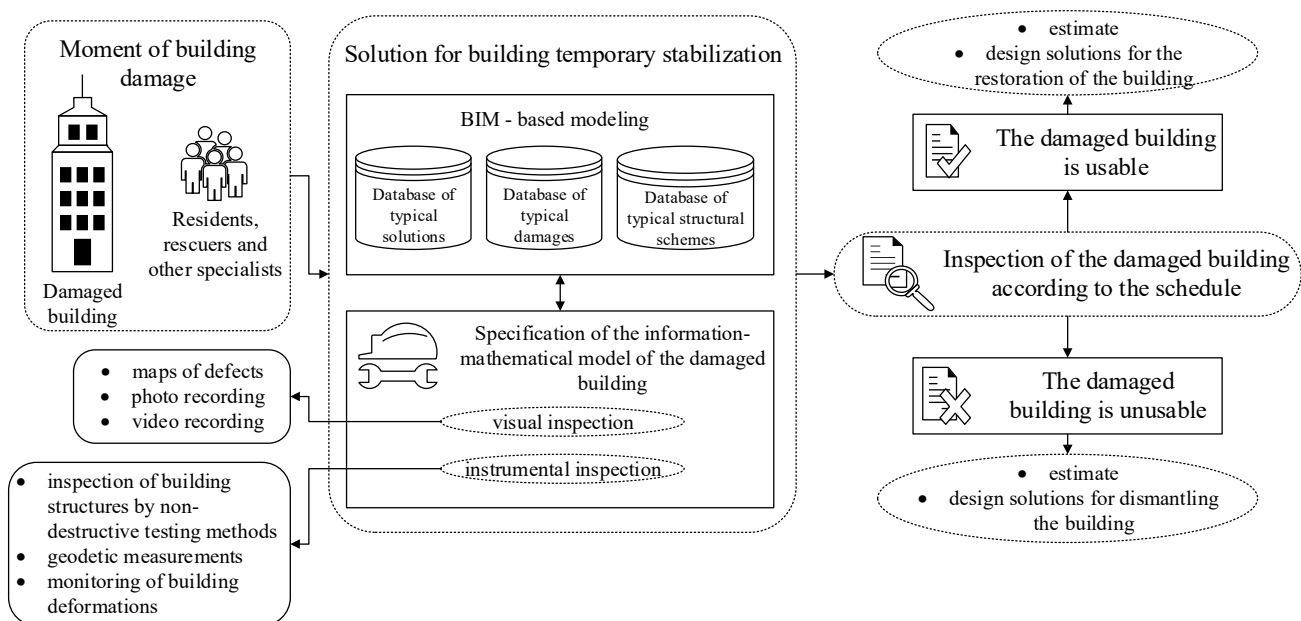 Moment of building
damage
Damaged
building
Residents,
rescuers and
other specialists
Solution for building temporary stabilization
BIM - based modeling
Database of
typical
solutions
Database of
typical
damages
Database of
typical structural
schemes
Specification of the information-
mathematical model of the damaged
building
visual inspection
instrumental inspection
• maps of defects
• photo recording
• video recording
• inspection of building
structures by non-
destructive testing methods
• geodetic measurements
• monitoring of building
deformations
• estimate
• design solutions for the
restoration of the building
The damaged building
is usable
Inspection of the damaged building
according to the schedule
The damaged
building is unusable
• estimate
• design solutions for dismantling
the building